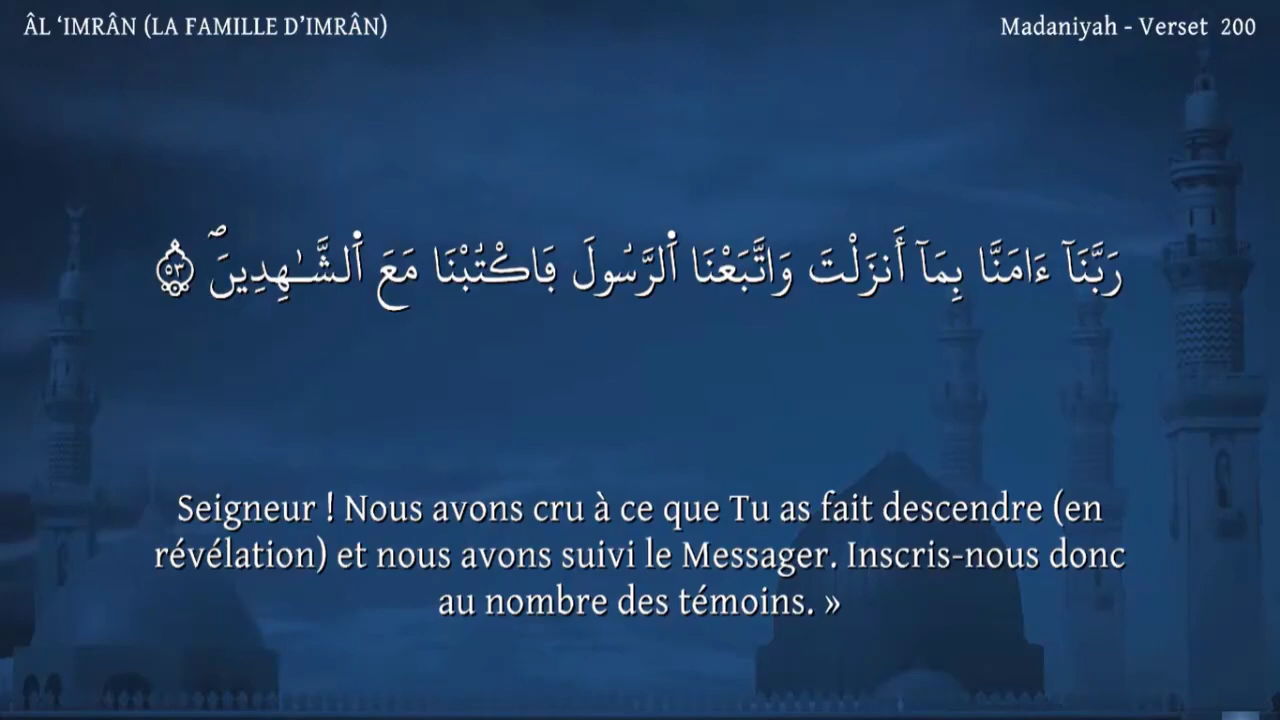 ÂL ‘IMRÂN (LA FAMILLE D’IMRÂN)
Madaniyah - Verset 200
رَبَّنَآ ءَامَنَّا بِمَآ أَنزَلْتَ وَٱتَّبَعْنَا ٱلرَّسُولَ فَٱكْتُبْنَا مَعَ ٱلشَّـٰهِدِينَ ۝٥٣
Seigneur ! Nous avons cru à ce que Tu as fait descendre (en
révélation) et nous avons suivi le Messager. Inscris-nous donc
au nombre des témoins. »